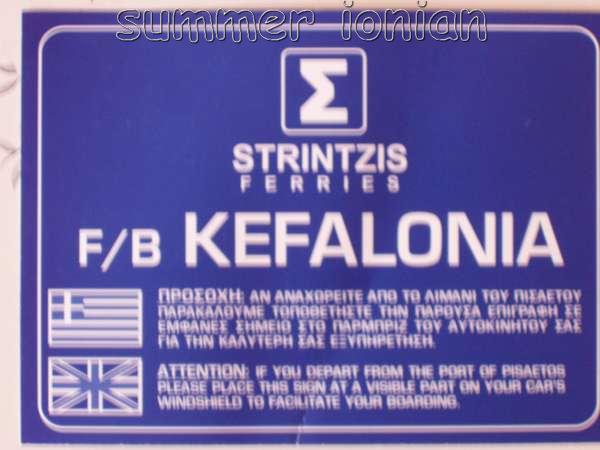 summer ionian
Σ
STRINTZIS
FERRIES
F/B KEFALONIA
ΠΡΟΣΟΧΗ: ΑΝ ΑΝΑΧΩΡΕΙΤΕ ΑΠΟ ΤΟ ΛΙΜΑΝΙ ΤΟΥ ΠΙΣΑΕΤΟΥ
ΠΑΡΑΚΑΛΟΥΜΕ ΤΟΠΟΘΕΤΗΣΤΕ ΤΗΝ ΠΑΡΟΥΣΑ ΕΠΙΓΡΑΦΗ ΣΕ
ΕΜΦΑΝΕΣ ΣΗΜΕΙΟ ΣΤΟ ΠΑΡΜΠΡΙΖ ΤΟΥ ΑΥΤΟΚΙΝΗΤΟΥ ΣΑΣ
ΓΙΑ ΤΗΝ ΚΑΛΥΤΕΡΗ ΣΑΣ ΕΞΥΠΗΡΕΤΗΣΗ.
ATTENTION: IF YOU DEPART FROM THE PORT OF PISAETOS
PLEASE PLACE THIS SIGN AT A VISIBLE PART ON YOUR CAR'S
WINDSHIELD TO FACILITATE YOUR BOARDING.